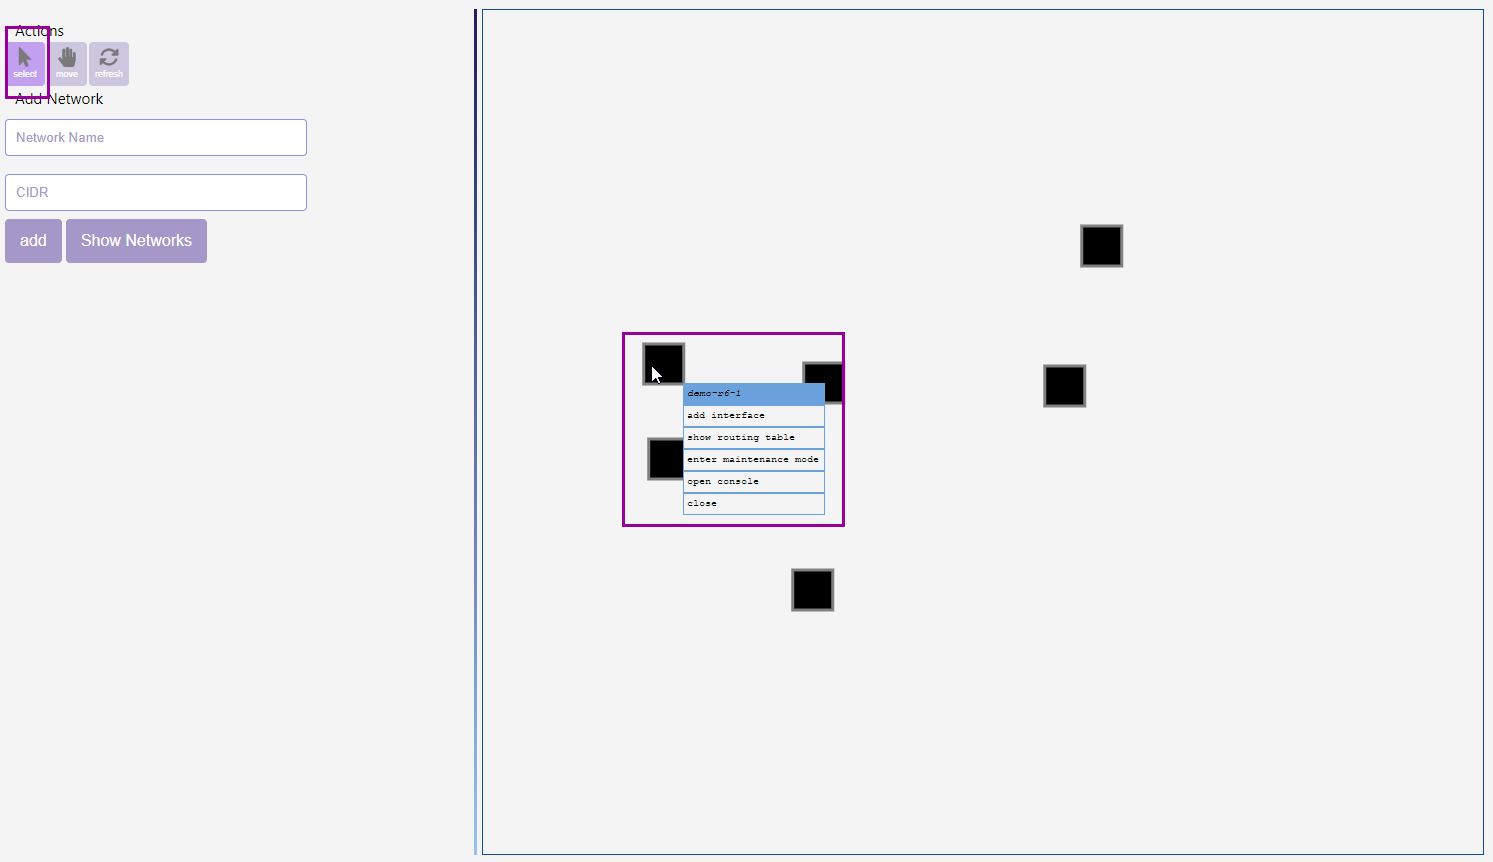 Actions
select move refresh
Add Network
Network Name
CIDR
add Show Networks
demo-r6-1
add interface
show routing table
enter maintenance mode
open console
close